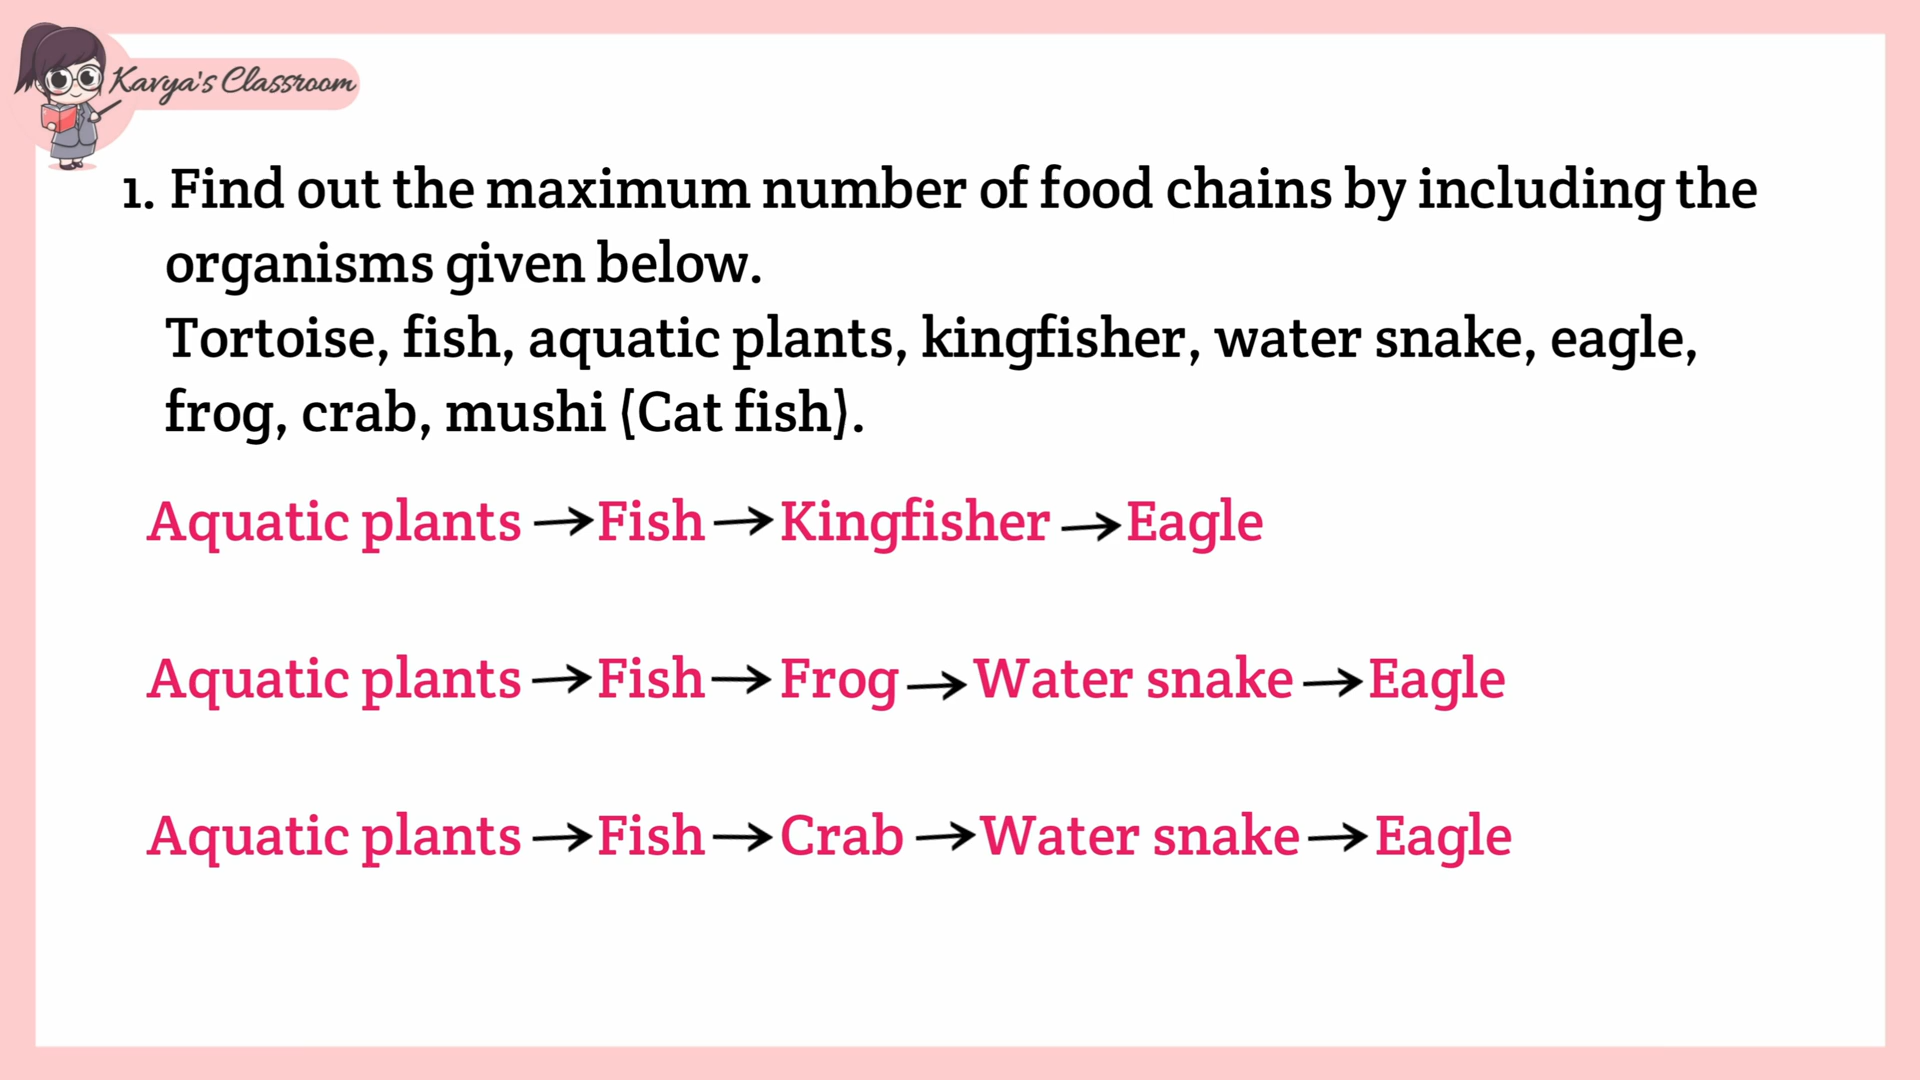 Kavya's Classroom
1. Find out the maximum number of food chains by including the
organisms given below.
Tortoise, fish, aquatic plants, kingfisher, water snake, eagle,
frog, crab, mushi (Cat fish).
Aquatic plants → Fish → Kingfisher → Eagle
Aquatic plants → Fish → Frog → Water snake → Eagle
Aquatic plants → Fish → Crab → Water snake → Eagle